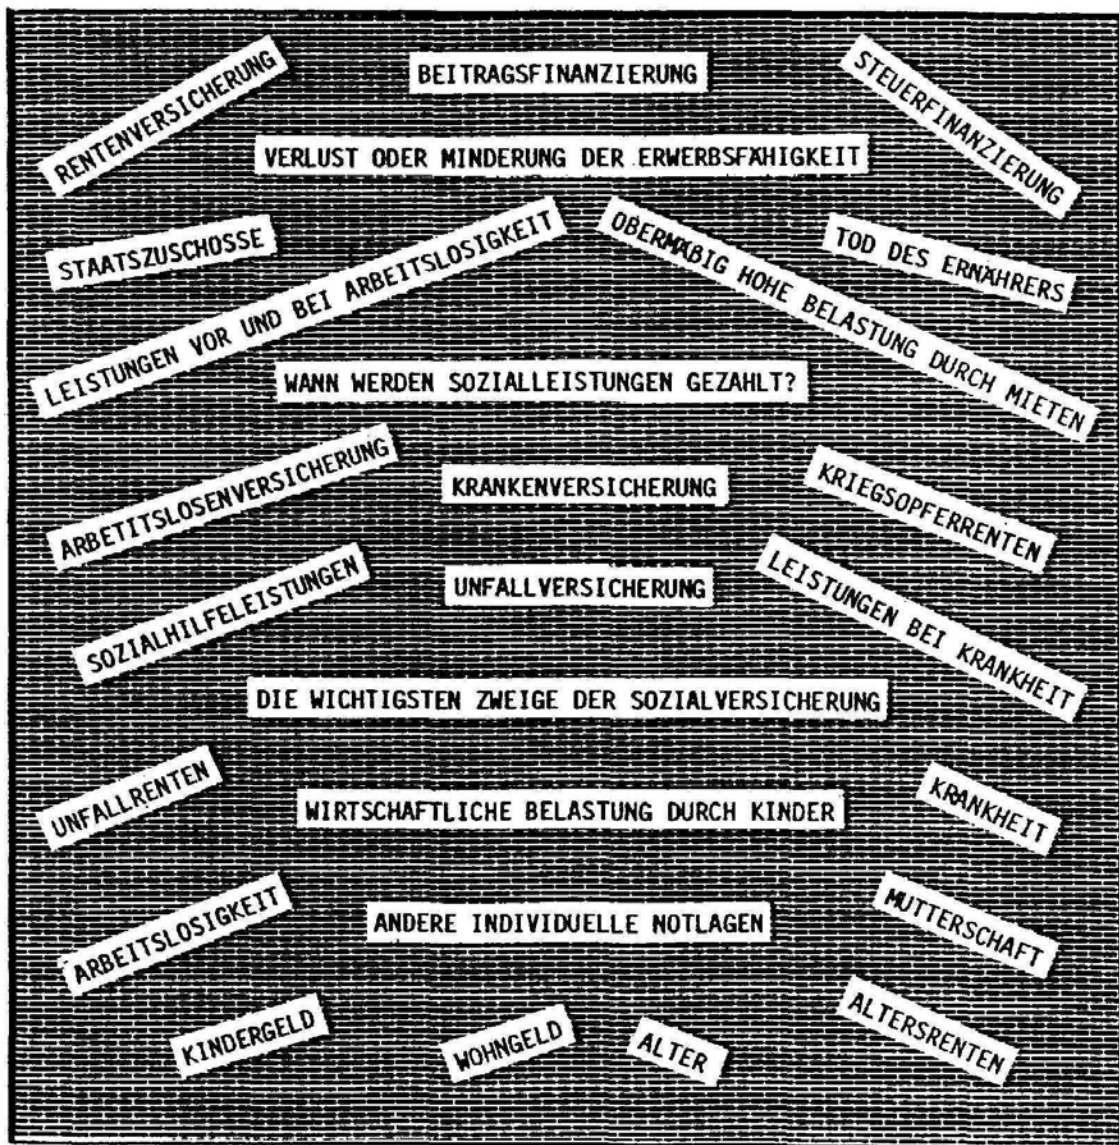 RENTENVERSICHERUNG
BEITRAGSFINANZIERUNG
STEUERFINANZIERUNG
VERLUST ODER MINDERUNG DER ERWERBSFÄHIGKEIT
STAATSZUSCHOSSE
LEISTUNGEN VOR UND BEI ARBEITSLOSIGKEIT
OBERMÄßIG HOHE BELASTUNG DURCH MIETEN
TOD DES ERNÄHRERS
WANN WERDEN SOZIALLEISTUNGEN GEZAHLT?
ARBETITSLOSENVERSICHERUNG
KRANKENVERSICHERUNG
KRIEGSOPFERRENTEN
SOZIALHILFELEISTUNGEN
UNFALLVERSICHERUNG
LEISTUNGEN BEI KRANKHEIT
DIE WICHTIGSTEN ZWEIGE DER SOZIALVERSICHERUNG
UNFALLRENTEN
WIRTSCHAFTLICHE BELASTUNG DURCH KINDER
KRANKHEIT
ARBEITSLOSIGKEIT
ANDERE INDIVIDUELLE NOTLAGEN
MUTTERSCHAFT
KINDERGELD
WOHNGELD
ALTER
ALTERSRENTEN